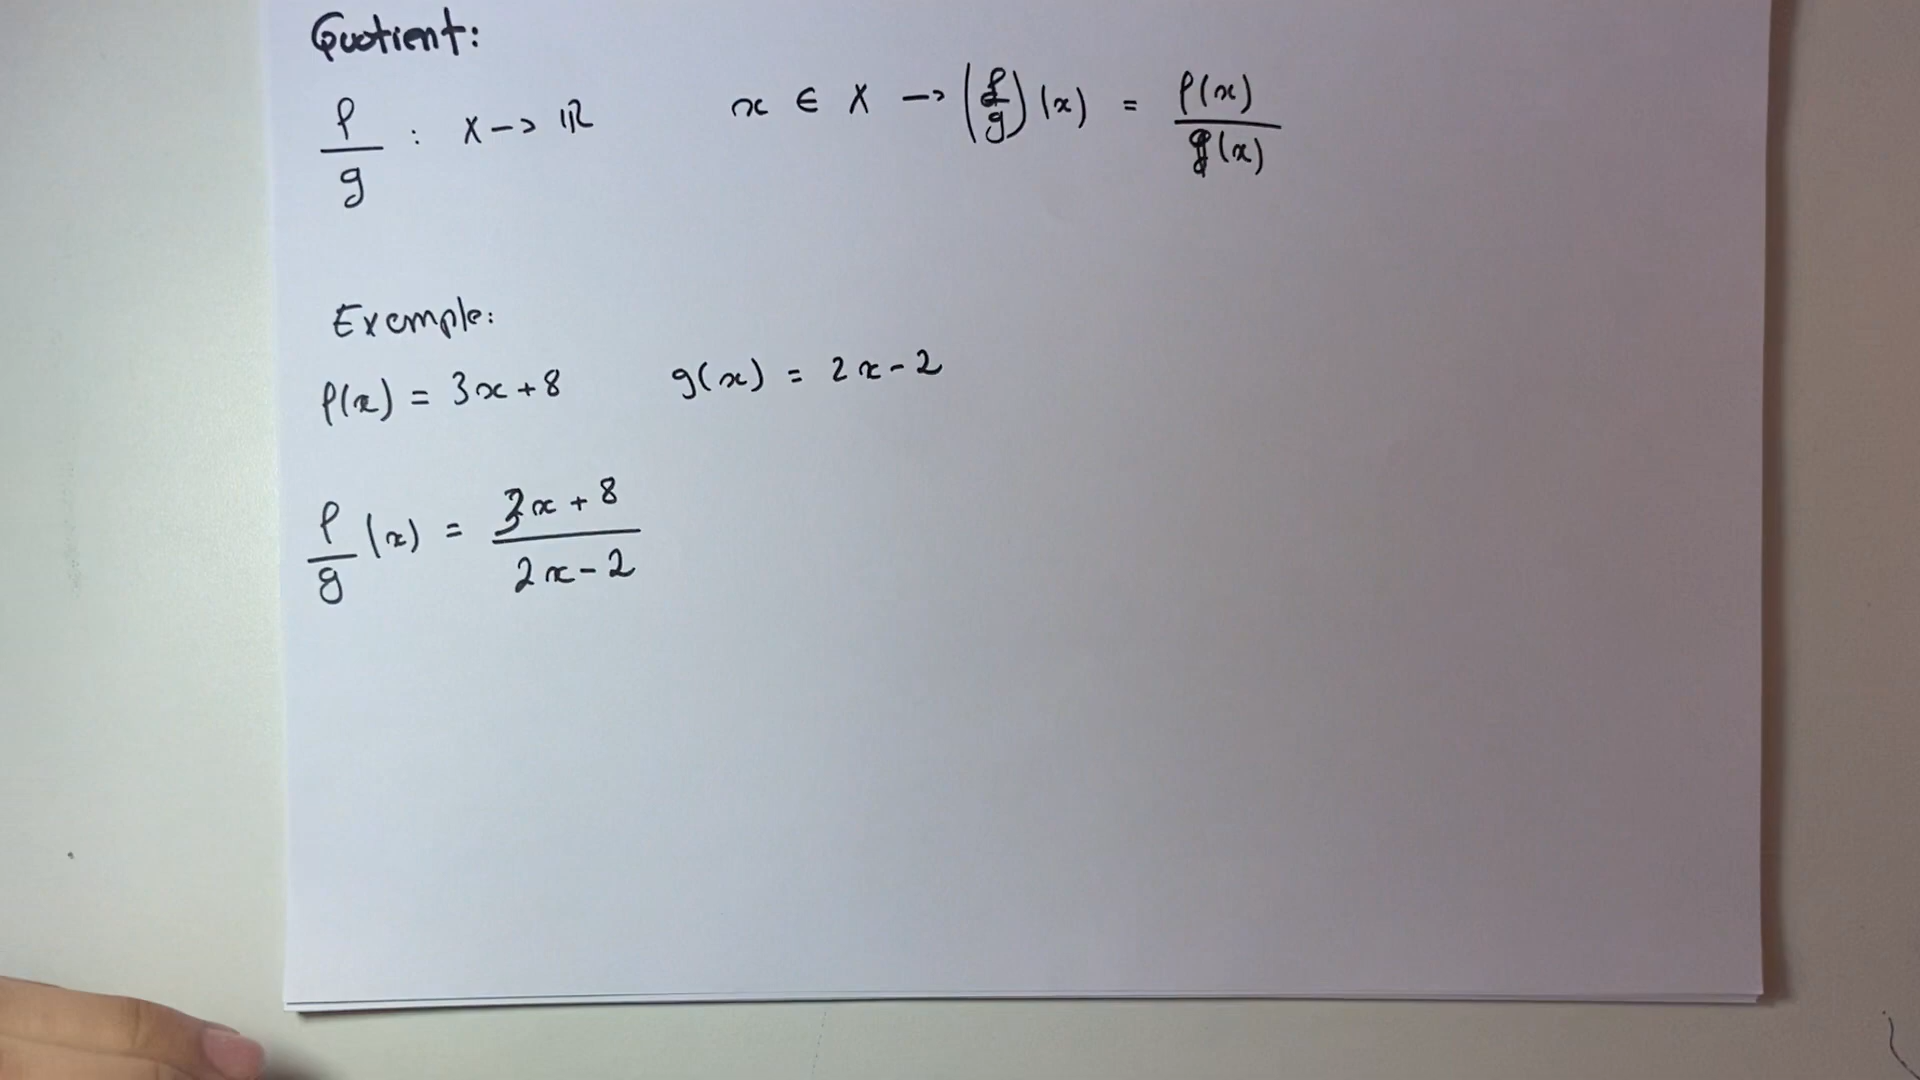 Quotient:
f/g : X -> ℝ x ∈ X -> (f/g)(x) = f(x)/g(x)
Exemple:
f(x) = 3x+8 g(x) = 2x-2
f/g (x) = 3x+8/2x-2